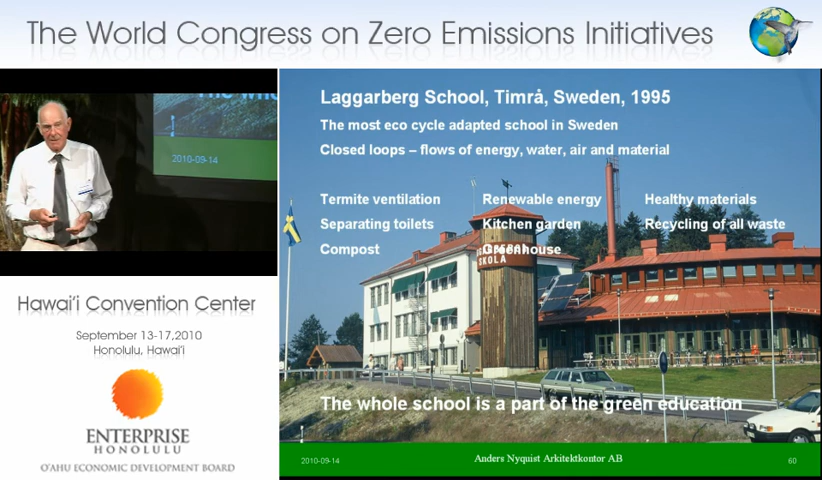 The World Congress on Zero Emissions Initiatives
2010-09-14
Laggarberg School, Timrå, Sweden, 1995
The most eco cycle adapted school in Sweden
Closed loops – flows of energy, water, air and material
Termite ventilation Renewable energy Healthy materials
Separating toilets Kitchen garden Recycling of all waste
Compost Greenhouse
SKOLA
The whole school is a part of the green education
2010-09-14 Anders Nyquist Arkitektkontor AB 60
Hawai'i Convention Center
September 13-17,2010
Honolulu, Hawai'i
ENTERPRISE
HONOLULU
O'AHU ECONOMIC DEVELOPMENT BOARD